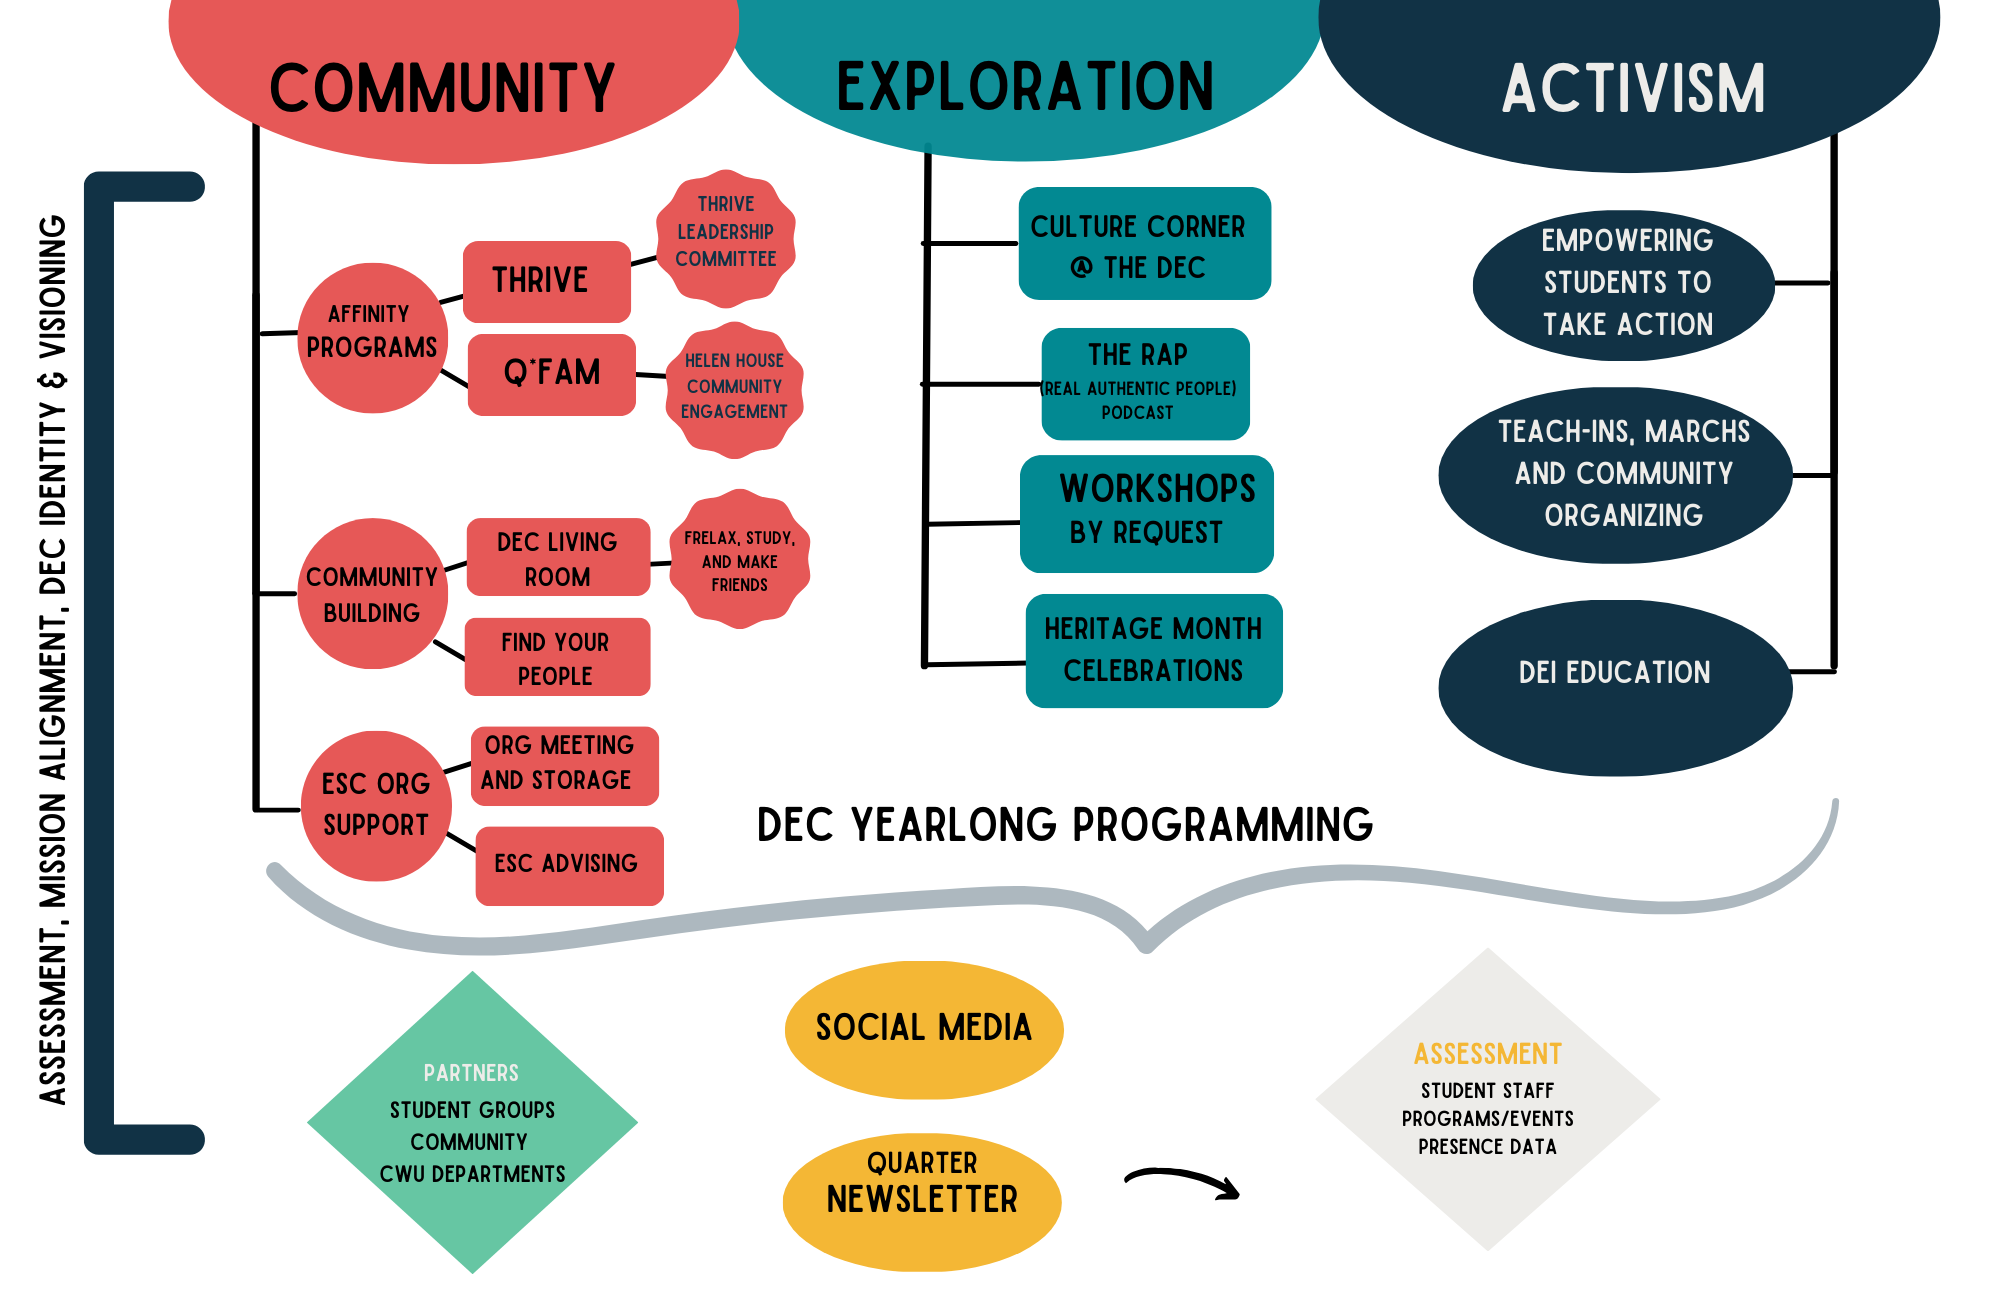 COMMUNITY
EXPLORATION
ACTIVISM
ASSESSMENT, MISSION ALIGNMENT, DEC IDENTITY & VISIONING
AFFINITY
PROGRAMS
THRIVE
THRIVE
LEADERSHIP
COMMITTEE
Q*FAM
HELEN HOUSE
COMMUNITY
ENGAGEMENT
COMMUNITY
BUILDING
DEC LIVING
ROOM
FRELAX, STUDY,
AND MAKE
FRIENDS
FIND YOUR
PEOPLE
ESC ORG
SUPPORT
ORG MEETING
AND STORAGE
ESC ADVISING
CULTURE CORNER
@ THE DEC
THE RAP
(REAL AUTHENTIC PEOPLE)
PODCAST
WORKSHOPS
BY REQUEST
HERITAGE MONTH
CELEBRATIONS
EMPOWERING
STUDENTS TO
TAKE ACTION
TEACH-INS, MARCHS
AND COMMUNITY
ORGANIZING
DEI EDUCATION
DEC YEARLONG PROGRAMMING
PARTNERS
STUDENT GROUPS
COMMUNITY
CWU DEPARTMENTS
SOCIAL MEDIA
QUARTER
NEWSLETTER
ASSESSMENT
STUDENT STAFF
PROGRAMS/EVENTS
PRESENCE DATA